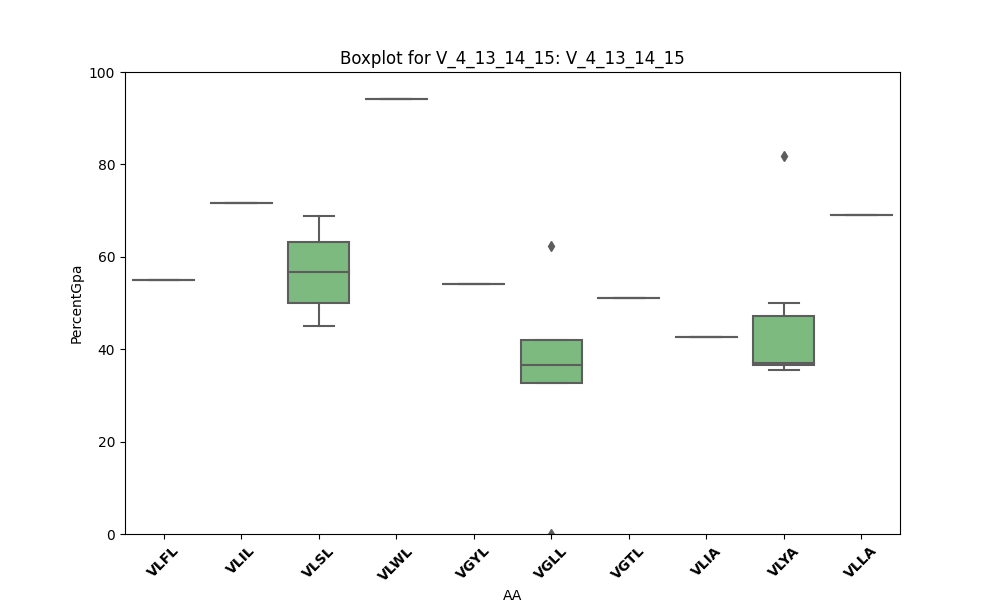 Boxplot for V_4_13_14_15: V_4_13_14_15
100
80
60
40
20
0
PercentGpa
VLFL
VLIL
VLSL
VLWL
VGYL
VGLL
VGTL
VLIA
VLYA
VLLA
AA